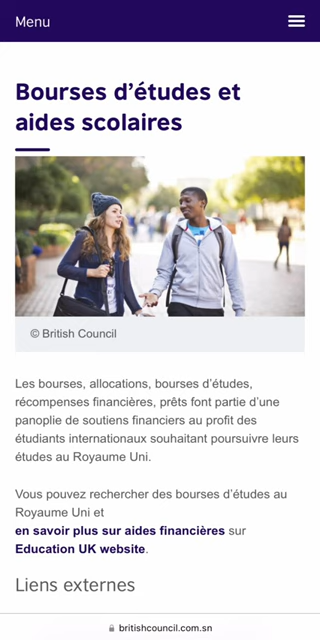 Menu
Bourses d’études et
aides scolaires
© British Council
Les bourses, allocations, bourses d’études,
récompenses financières, prêts font partie d’une
panoplie de soutiens financiers au profit des
étudiants internationaux souhaitant poursuivre leurs
études au Royaume Uni.
Vous pouvez rechercher des bourses d’études au
Royaume Uni et
en savoir plus sur aides financières sur
Education UK website.
Liens externes
britishcouncil.com.sn